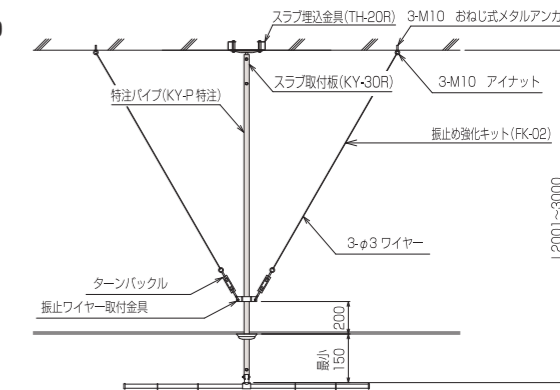 スラブ埋込金具(TH-20R)
3-M10 おねじ式メタルアンカ
スラブ取付板(KY-30R)
3-M10 アイナット
特注パイプ(KY-P 特注)
振止め強化キット(FK-02)
L2001~3000
3-φ3 ワイヤー
ターンバックル
振止ワイヤー取付金具
200
最小
150